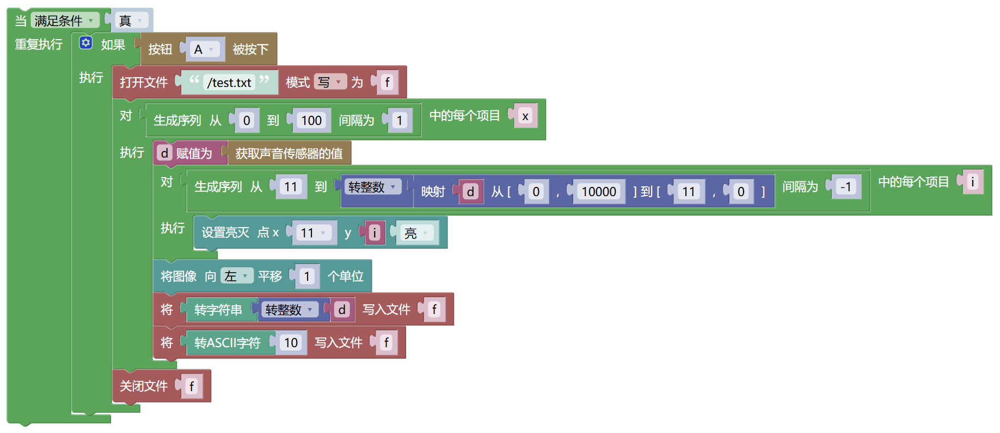 当 满足条件 真
重复执行 如果 按钮 A 被按下
执行 打开文件 “ /test.txt ” 模式 写 为 f
对 生成序列 从 0 到 100 间隔为 1 中的每个项目 x
执行 d 赋值为 获取声音传感器的值
对 生成序列 从 11 到 转整数 映射 d 从 [ 0 , 10000 ] 到 [ 11 , 0 ] 间隔为 -1 中的每个项目 i
执行 设置亮灭 点 x 11 y i 亮
将图像 向 左 平移 1 个单位
将 转字符串 转整数 d 写入文件 f
将 转ASCII字符 10 写入文件 f
关闭文件 f